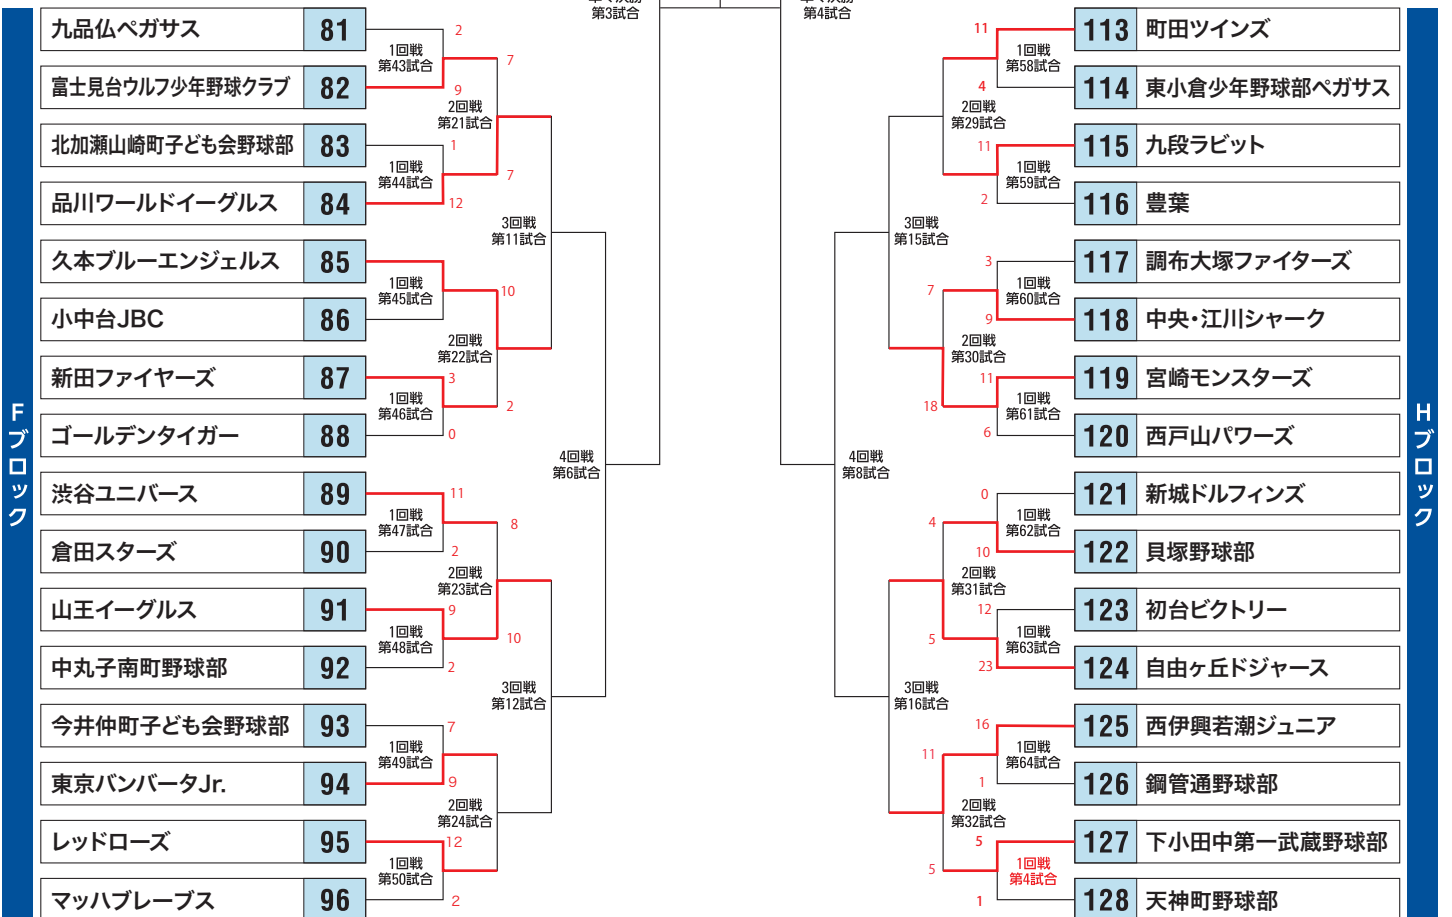 第3試合
第4試合
Fブロック
九品仏ペガサス 81
2
1回戦
第43試合
7
富士見台ウルフ少年野球クラブ 82
9
2回戦
第21試合
北加瀬山崎町子ども会野球部 83
1
1回戦
第44試合
7
品川ワールドイーグルス 84
12
3回戦
第11試合
久本ブルーエンジェルス 85
1回戦
第45試合
10
小中台JBC 86
2回戦
第22試合
新田ファイヤーズ 87
3
1回戦
第46試合
2
ゴールデンタイガー 88
0
4回戦
第6試合
渋谷ユニバース 89
11
1回戦
第47試合
8
倉田スターズ 90
2
2回戦
第23試合
山王イーグルス 91
9
1回戦
第48試合
10
中丸子南町野球部 92
2
3回戦
第12試合
今井仲町子ども会野球部 93
7
1回戦
第49試合
東京バンバータJr. 94
9
2回戦
第24試合
レッドローズ 95
12
1回戦
第50試合
マッハブレーブス 96
2
11
113 町田ツインズ
1回戦
第58試合
4
114 東小倉少年野球部ペガサス
2回戦
第29試合
11
115 九段ラビット
1回戦
第59試合
2
116 豊葉
3回戦
第15試合
3
117 調布大塚ファイターズ
7
1回戦
第60試合
9
118 中央・江川シャーク
2回戦
第30試合
11
119 宮崎モンスターズ
18
1回戦
第61試合
6
120 西戸山パワーズ
4回戦
第8試合
0
121 新城ドルフィンズ
4
1回戦
第62試合
10
122 貝塚野球部
2回戦
第31試合
12
123 初台ビクトリー
5
1回戦
第63試合
23
124 自由ヶ丘ドジャース
3回戦
第16試合
16
125 西伊興若潮ジュニア
11
1回戦
第64試合
1
126 鋼管通野球部
2回戦
第32試合
5
127 下小田中第一武蔵野球部
5
1回戦
第4試合
1
128 天神町野球部
Hブロック